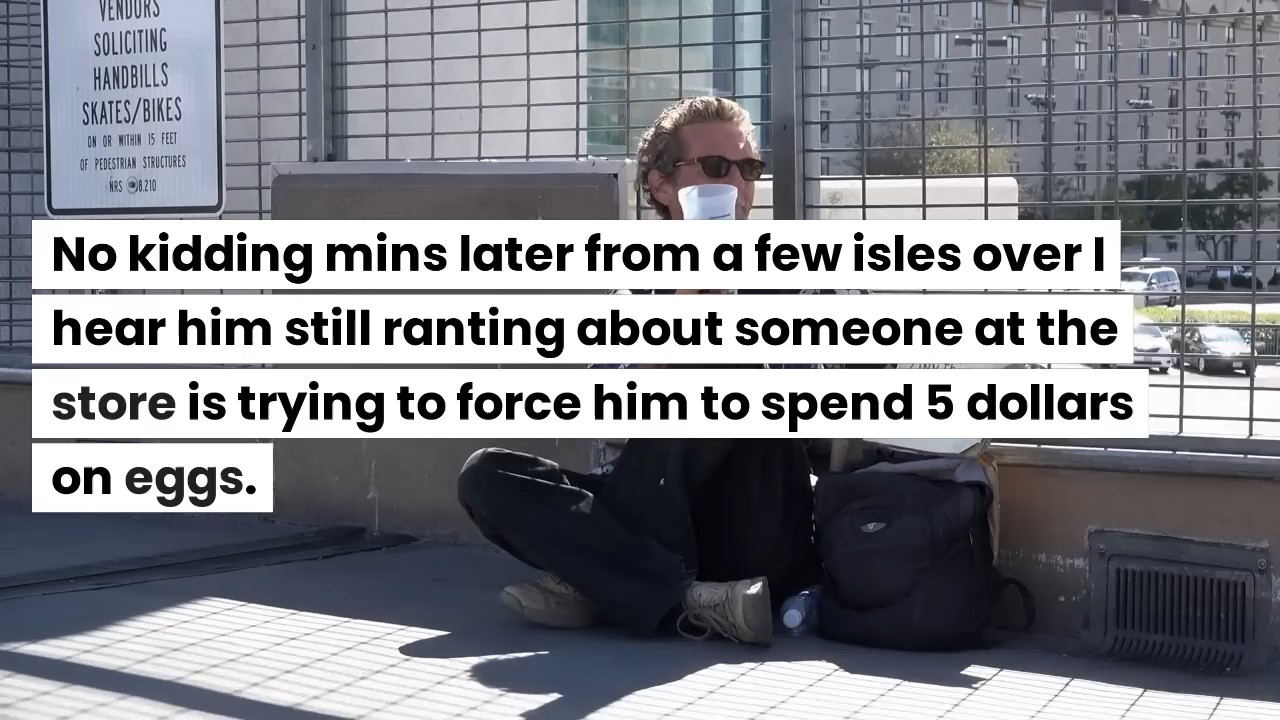 VENDORS
SOLICITING
HANDBILLS
SKATES/BIKES
ON OR WITHIN 15 FEET
OF PEDESTRIAN STRUCTURES
No kidding mins later from a few isles over I
hear him still ranting about someone at the
store is trying to force him to spend 5 dollars
on eggs.